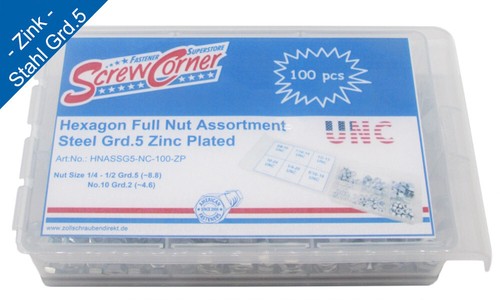 - Zink -
Stahl Grd.5
FASTENER SUPERSTORE
ScrewCorner
100 pcs
Hexagon Full Nut Assortment
Steel Grd.5 Zinc Plated
UNC
Art.No.: HNASSG5-NC-100-ZP
Nut Size 1/4 - 1/2 Grd.5 (~8.8)
No.10 Grd.2 (~4.6)
AMERICAN
FASTENERS
www.zollschraubendirekt.de